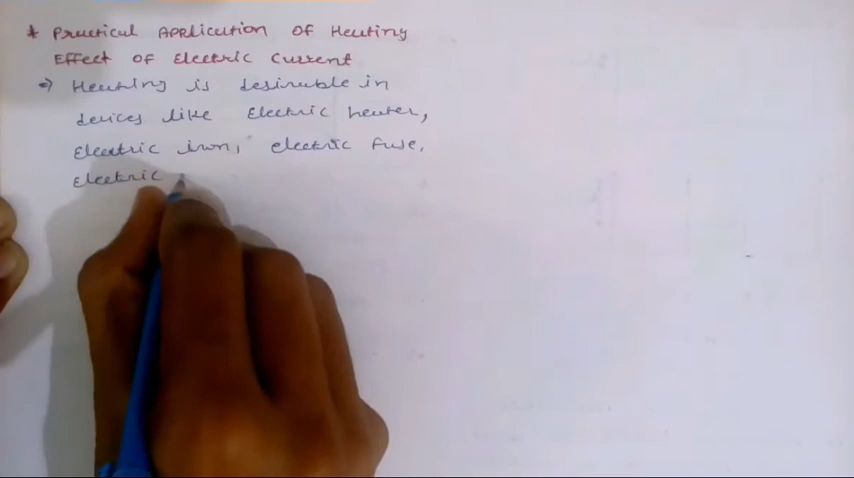 * Practical Application of Heating
Effect of Electric Current
⇒ Heating is desirable in
devices like Electric heater,
electric iron, electric fuse,
electric